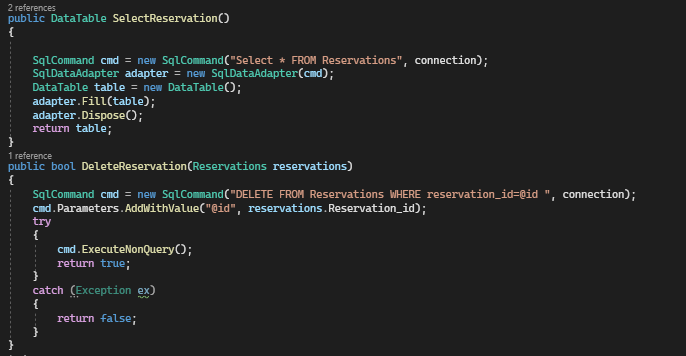 2 references
public DataTable SelectReservation()
{
SqlCommand cmd = new SqlCommand("Select * FROM Reservations", connection);
SqlDataAdapter adapter = new SqlDataAdapter(cmd);
DataTable table = new DataTable();
adapter.Fill(table);
adapter.Dispose();
return table;
}
1 reference
public bool DeleteReservation(Reservations reservations)
{
SqlCommand cmd = new SqlCommand("DELETE FROM Reservations WHERE reservation_id=@id ", connection);
cmd.Parameters.AddWithValue("@id", reservations.Reservation_id);
try
{
cmd.ExecuteNonQuery();
return true;
}
catch (Exception ex)
{
return false;
}
}